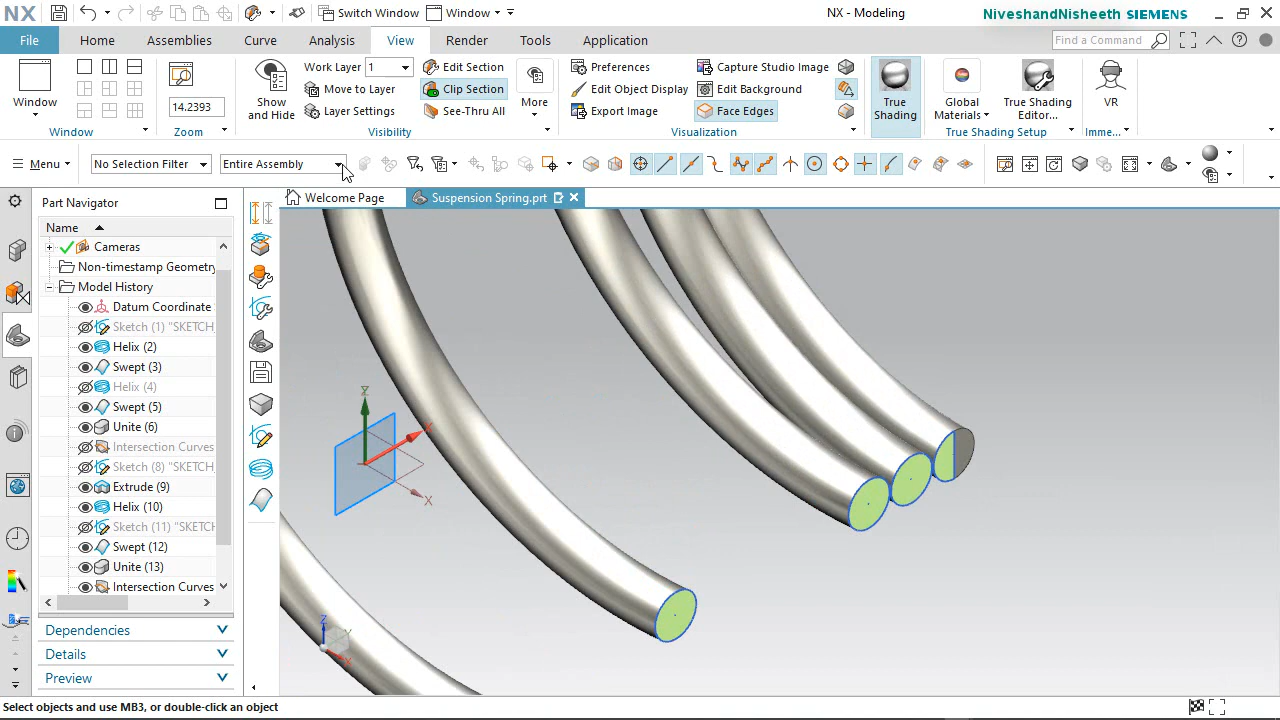 NX
Switch Window
Window
NX - Modeling
NiveshandNisheeth SIEMENS
File
Home
Assemblies
Curve
Analysis
View
Render
Tools
Application
Find a Command
Window
Window
14.2393
Zoom
Show and Hide
Work Layer 1
Move to Layer
Layer Settings
Edit Section
Clip Section
See-Thru All
More
Visibility
Preferences
Edit Object Display
Export Image
Capture Studio Image
Edit Background
Face Edges
Visualization
True Shading
Global Materials
True Shading Editor...
True Shading Setup
VR
Imme...
Menu
No Selection Filter
Entire Assembly
Part Navigator
Welcome Page
Suspension Spring.prt
Name
Cameras
Non-timestamp Geometry
Model History
Datum Coordinate
Sketch (1) "SKETCH_
Helix (2)
Swept (3)
Helix (4)
Swept (5)
Unite (6)
Intersection Curves
Sketch (8) "SKETCH_
Extrude (9)
Helix (10)
Sketch (11) "SKETC
Swept (12)
Unite (13)
Intersection Curves
Dependencies
Details
Preview
Z
X
Z
Y
X
Select objects and use MB3, or double-click an object